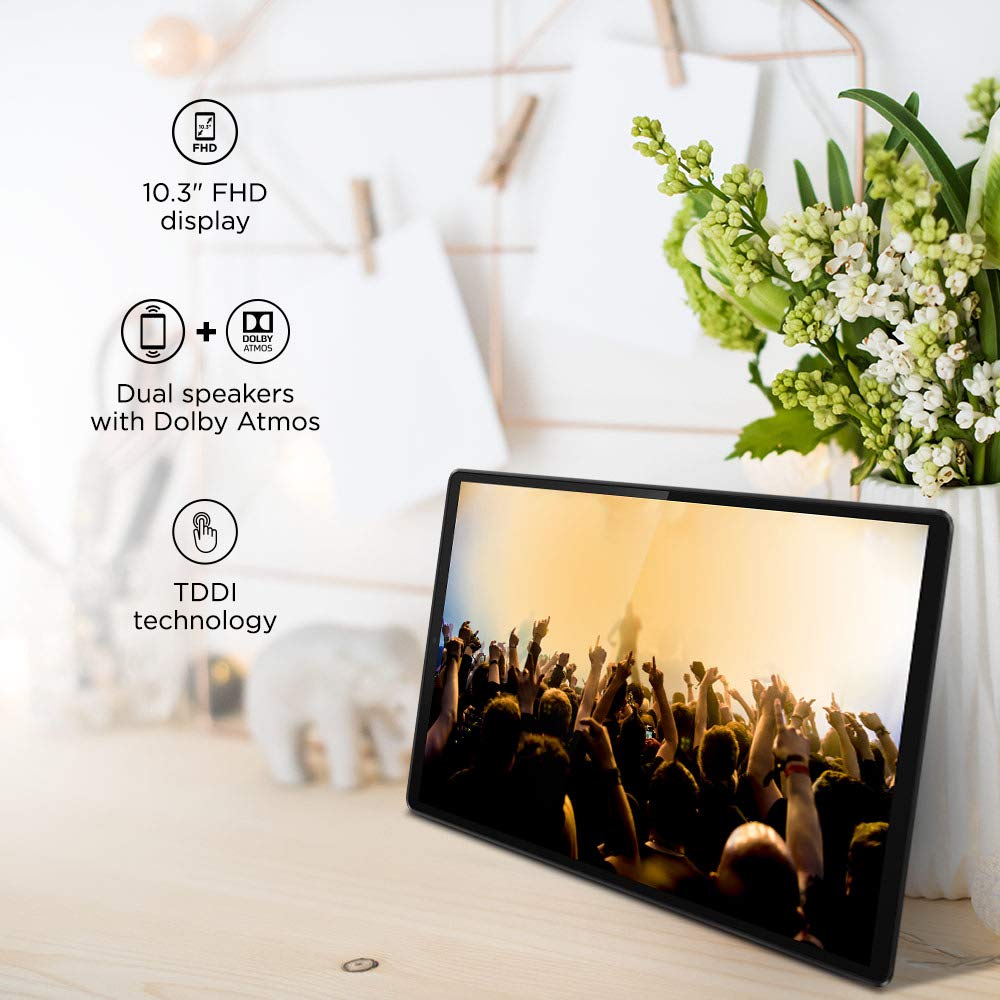 10.3"
FHD
10.3" FHD
display
+
DOLBY
ATMOS
Dual speakers
with Dolby Atmos
TDDI
technology